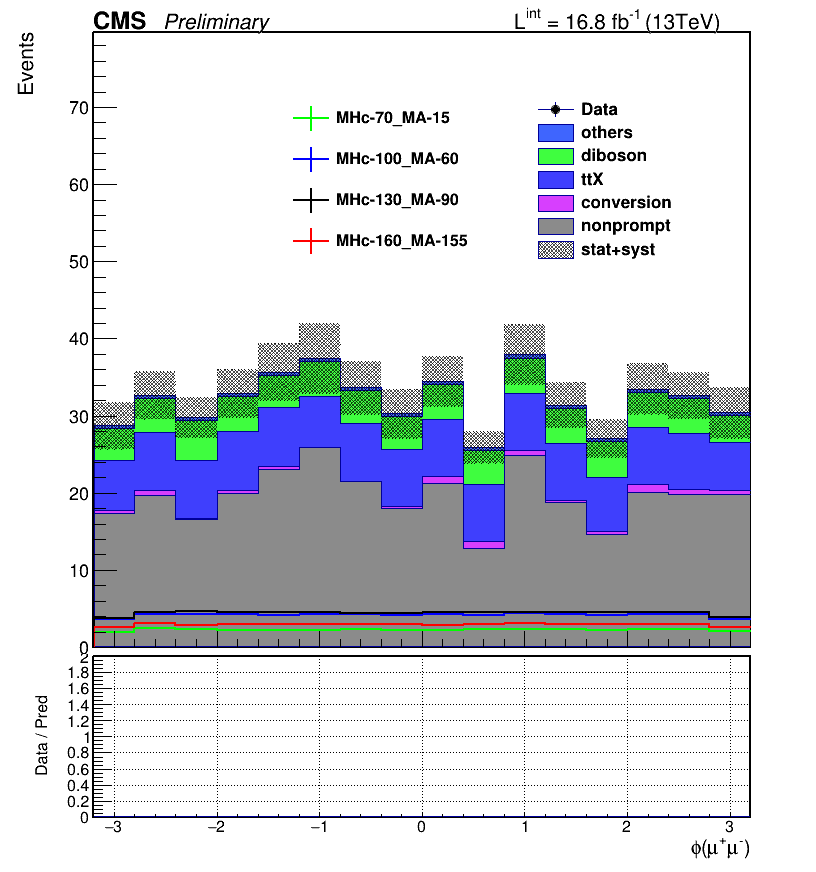 CMS Preliminary L^int = 16.8 fb^-1 (13TeV)
Events
70
60
50
40
30
20
10
0
MHc-70_MA-15
MHc-100_MA-60
MHc-130_MA-90
MHc-160_MA-155
Data
others
diboson
ttX
conversion
nonprompt
stat+syst
Data / Pred
2
1.8
1.6
1.4
1.2
1
0.8
0.6
0.4
0.2
0
−3 −2 −1 0 1 2 3
ϕ(μ⁺μ⁻)